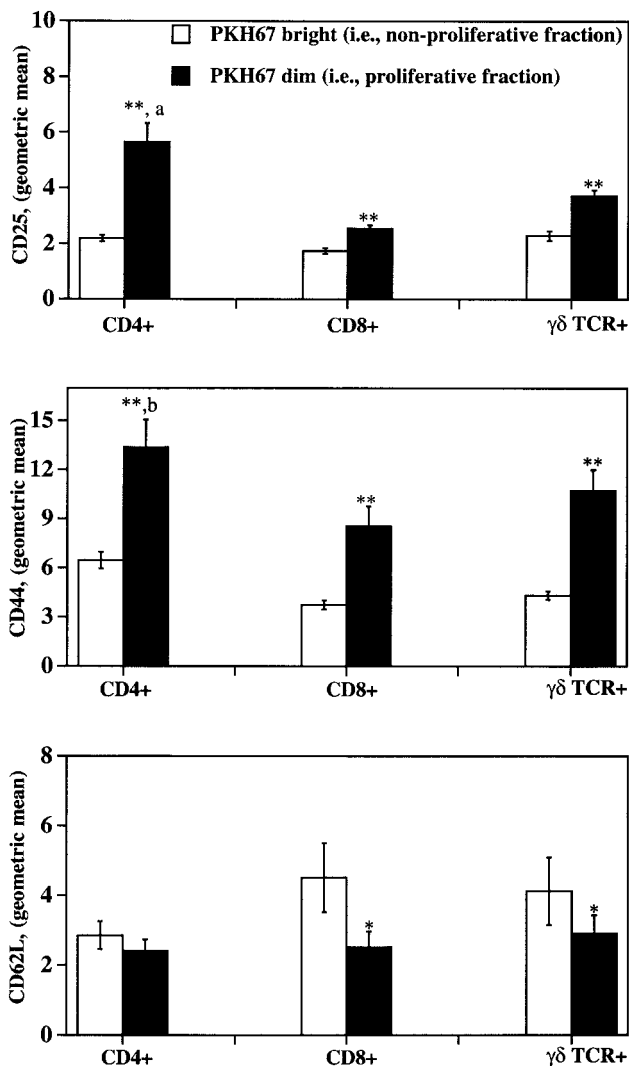 PKH67 bright (i.e., non-proliferative fraction)
PKH67 dim (i.e., proliferative fraction)
CD25, (geometric mean)
10
8
6
4
2
0
**, a
**
**
CD4+
CD8+
γδ TCR+
CD44, (geometric mean)
15
12
9
6
3
0
**,b
**
**
CD4+
CD8+
γδ TCR+
CD62L, (geometric mean)
8
6
4
2
0
*
*
CD4+
CD8+
γδ TCR+